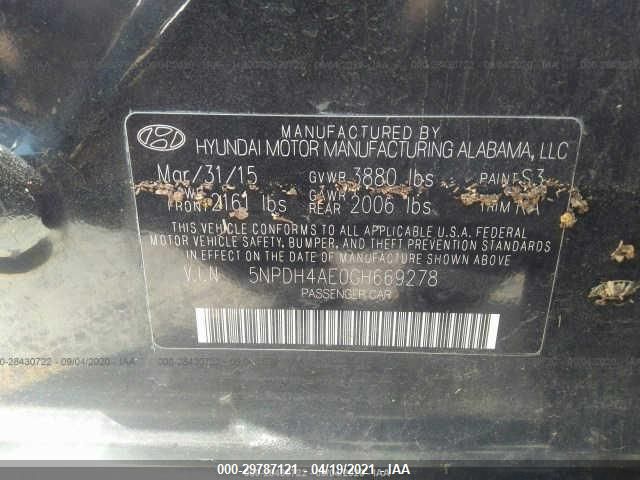 MANUFACTURED BY
HYUNDAI MOTOR MANUFACTURING ALABAMA, LLC
Mar/31/15 GVWR 3880 lbs PAINT S3
FRONT 2161 lbs REAR 2006 lbs TRIM
THIS VEHICLE CONFORMS TO ALL APPLICABLE U.S.A. FEDERAL
MOTOR VEHICLE SAFETY, BUMPER, AND THEFT PREVENTION STANDARDS
IN EFFECT ON THE DATE OF MANUFACTURE SHOWN ABOVE
V.I.N 5NPDH4AE0GH669278
PASSENGER CAR
000-29787121 - 04/19/2021 - IAA